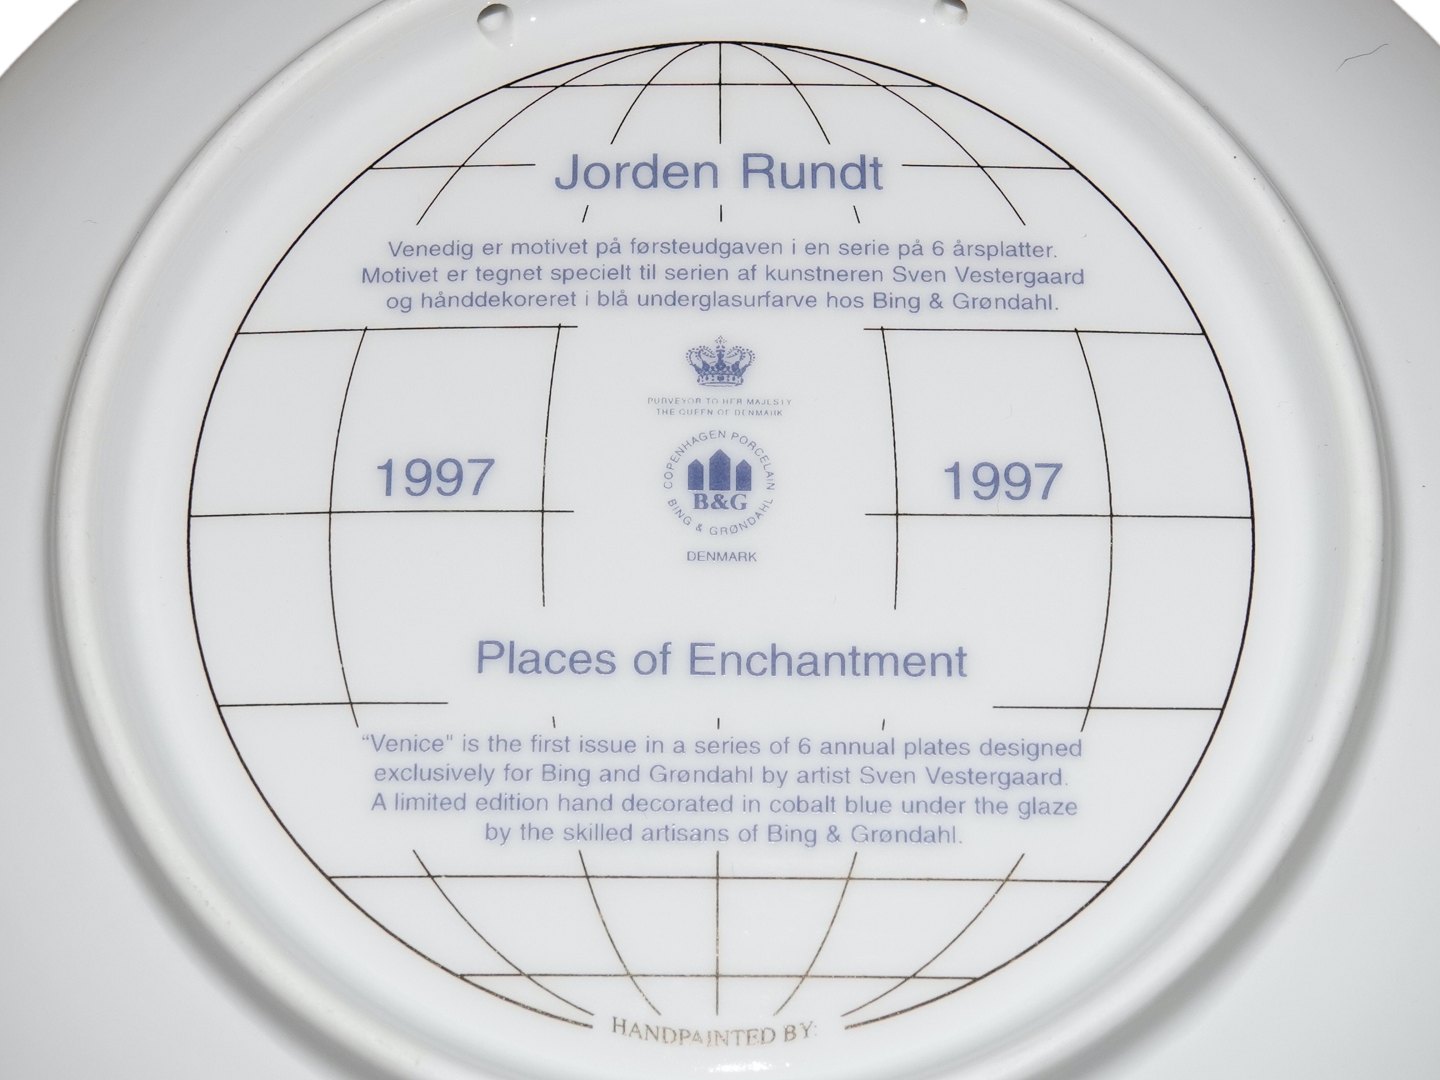 Jorden Rundt
Venedig er motivet på førsteudgaven i en serie på 6 årsplatter.
Motivet er tegnet specielt til serien af kunstneren Sven Vestergaard
og hånddekoreret i blå underglasurfarve hos Bing & Grøndahl.
PURVEYOR TO HER MAJESTY
THE QUEEN OF DENMARK
1997
COPENHAGEN PORCELAIN
B&G
BING & GRØNDAHL
1997
DENMARK
Places of Enchantment
“Venice" is the first issue in a series of 6 annual plates designed
exclusively for Bing and Grøndahl by artist Sven Vestergaard.
A limited edition hand decorated in cobalt blue under the glaze
by the skilled artisans of Bing & Grøndahl.
HANDPAINTED BY: